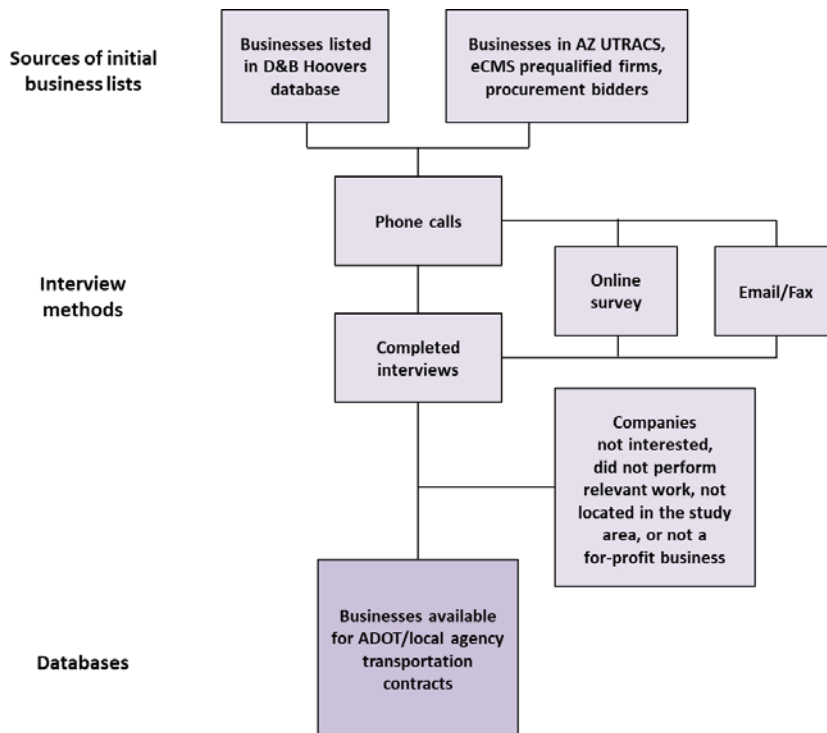 Sources of initial
business lists
Businesses listed
in D&B Hoovers
database
Businesses in AZ UTRACS,
eCMS prequalified firms,
procurement bidders
Phone calls
Interview
methods
Online
survey
Email/Fax
Completed
interviews
Companies
not interested,
did not perform
relevant work, not
located in the study
area, or not a
for-profit business
Databases
Businesses available
for ADOT/local agency
transportation
contracts